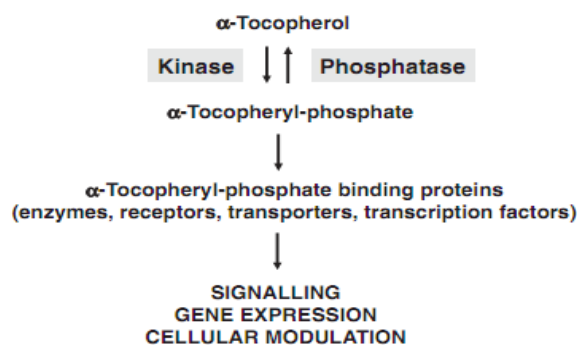 α-Tocopherol
Kinase Phosphatase
α-Tocopheryl-phosphate
α-Tocopheryl-phosphate binding proteins
(enzymes, receptors, transporters, transcription factors)
SIGNALLING
GENE EXPRESSION
CELLULAR MODULATION